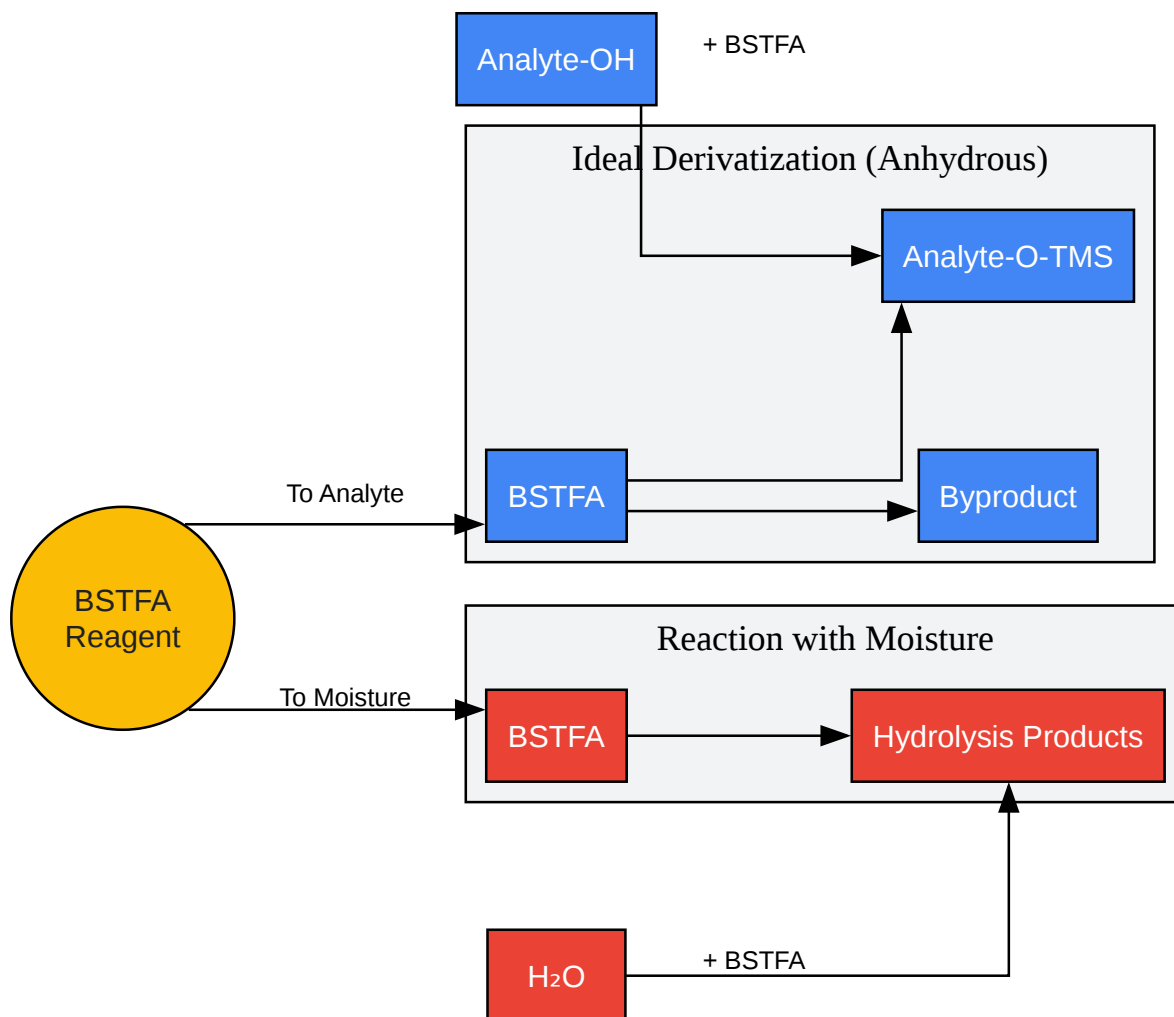 Analyte-OH
+ BSTFA
Ideal Derivatization (Anhydrous)
Analyte-O-TMS
To Analyte
BSTFA
Byproduct
BSTFA
Reagent
Reaction with Moisture
To Moisture
BSTFA
Hydrolysis Products
+ BSTFA
H₂O